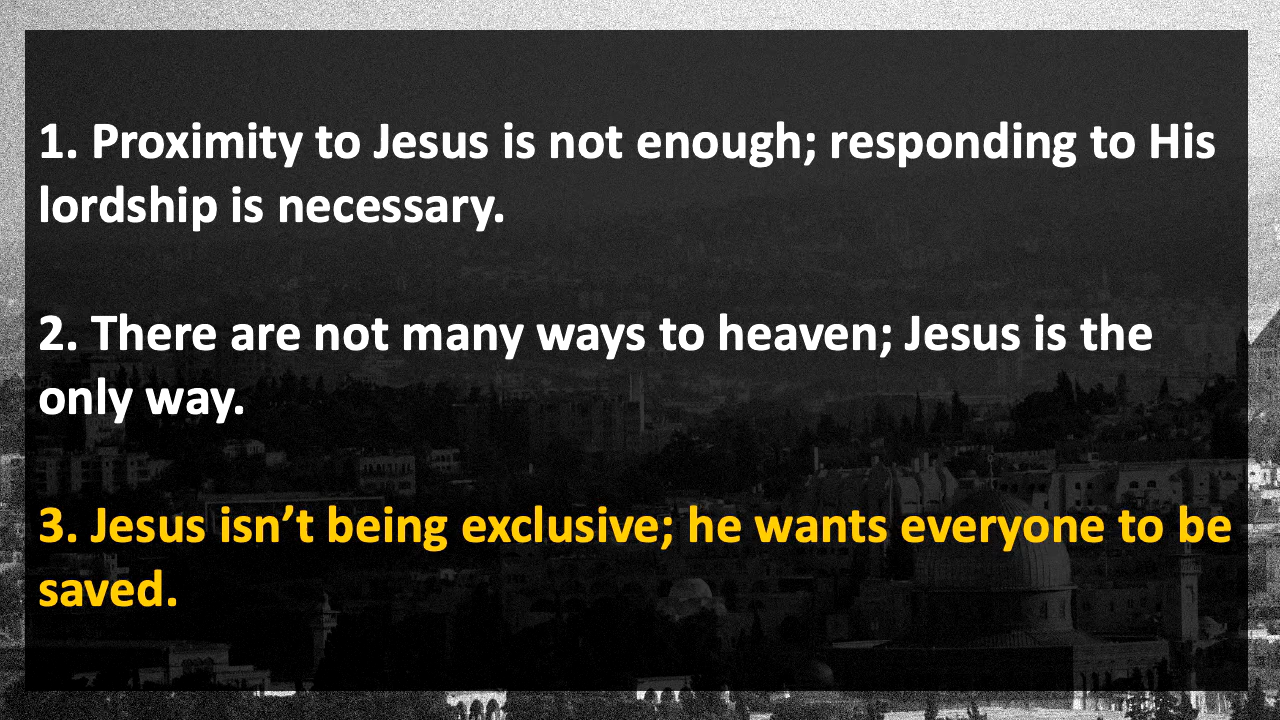 1. Proximity to Jesus is not enough; responding to His
lordship is necessary.
2. There are not many ways to heaven; Jesus is the
only way.
3. Jesus isn’t being exclusive; he wants everyone to be
saved.